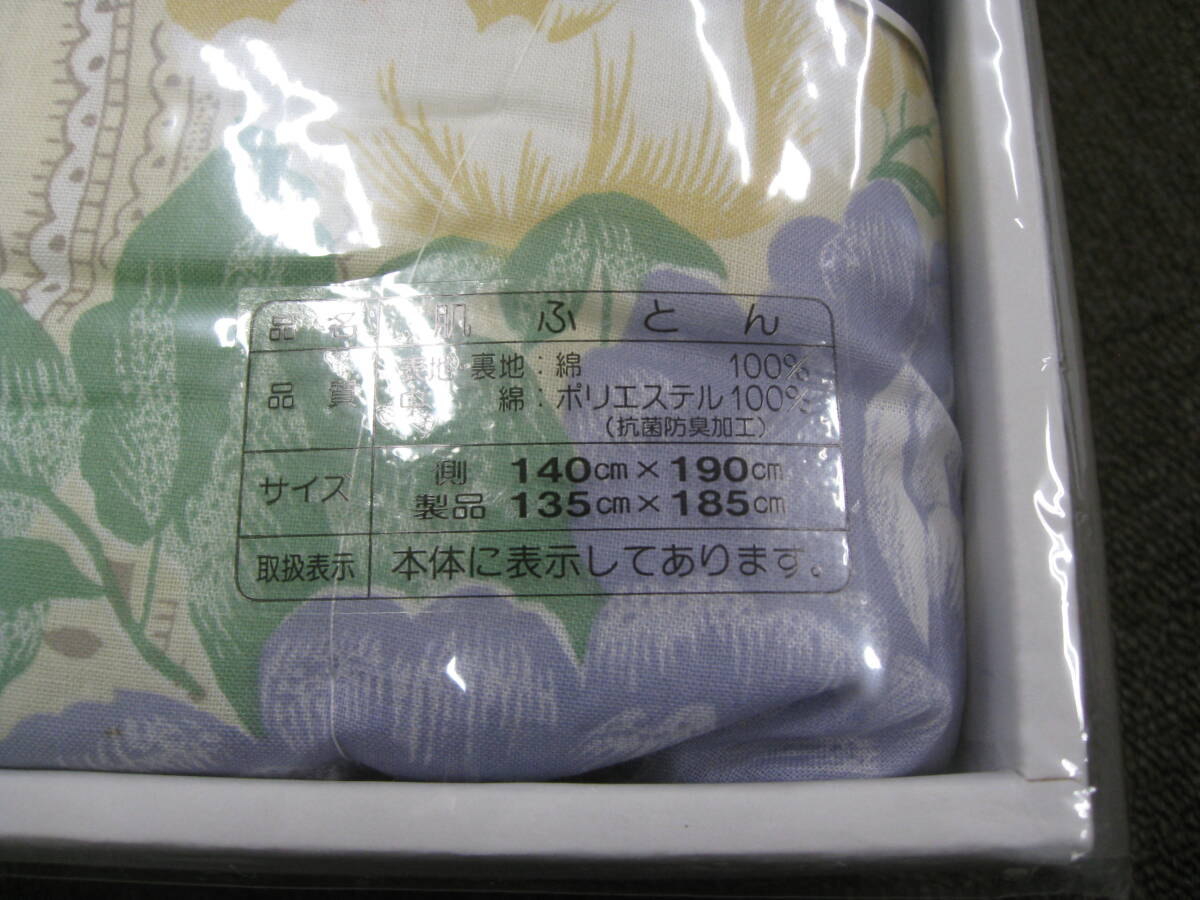 品名 肌ふとん
品質 表地・裏地：綿 100%
中綿：ポリエステル100%
（抗菌防臭加工）
サイズ 側 140cm×190cm
製品 135cm×185cm
取扱表示 本体に表示してあります。